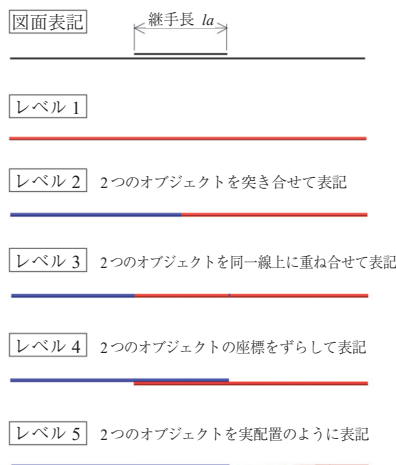 図面表記 継手長 la
レベル 1
レベル 2 2つのオブジェクトを突き合せて表記
レベル 3 2つのオブジェクトを同一線上に重ね合せて表記
レベル 4 2つのオブジェクトの座標をずらして表記
レベル 5 2つのオブジェクトを実配置のように表記